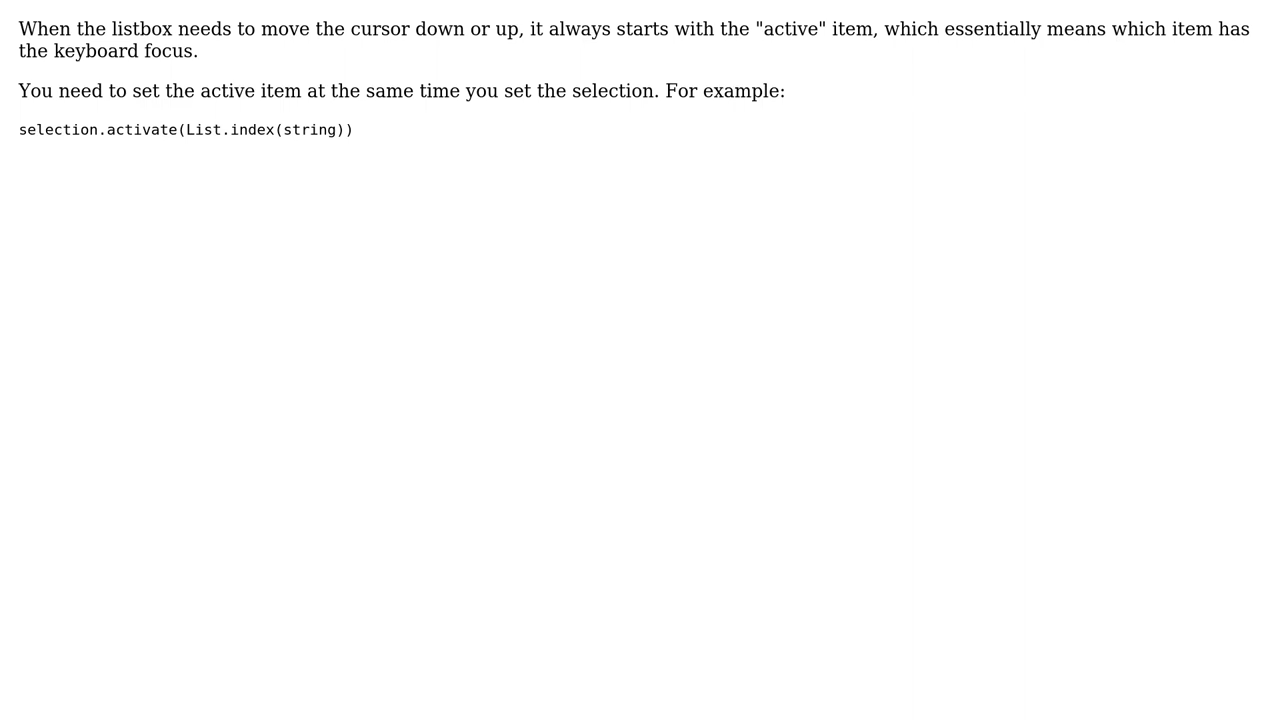 When the listbox needs to move the cursor down or up, it always starts with the "active" item, which essentially means which item has
the keyboard focus.
You need to set the active item at the same time you set the selection. For example:
selection.activate(List.index(string))